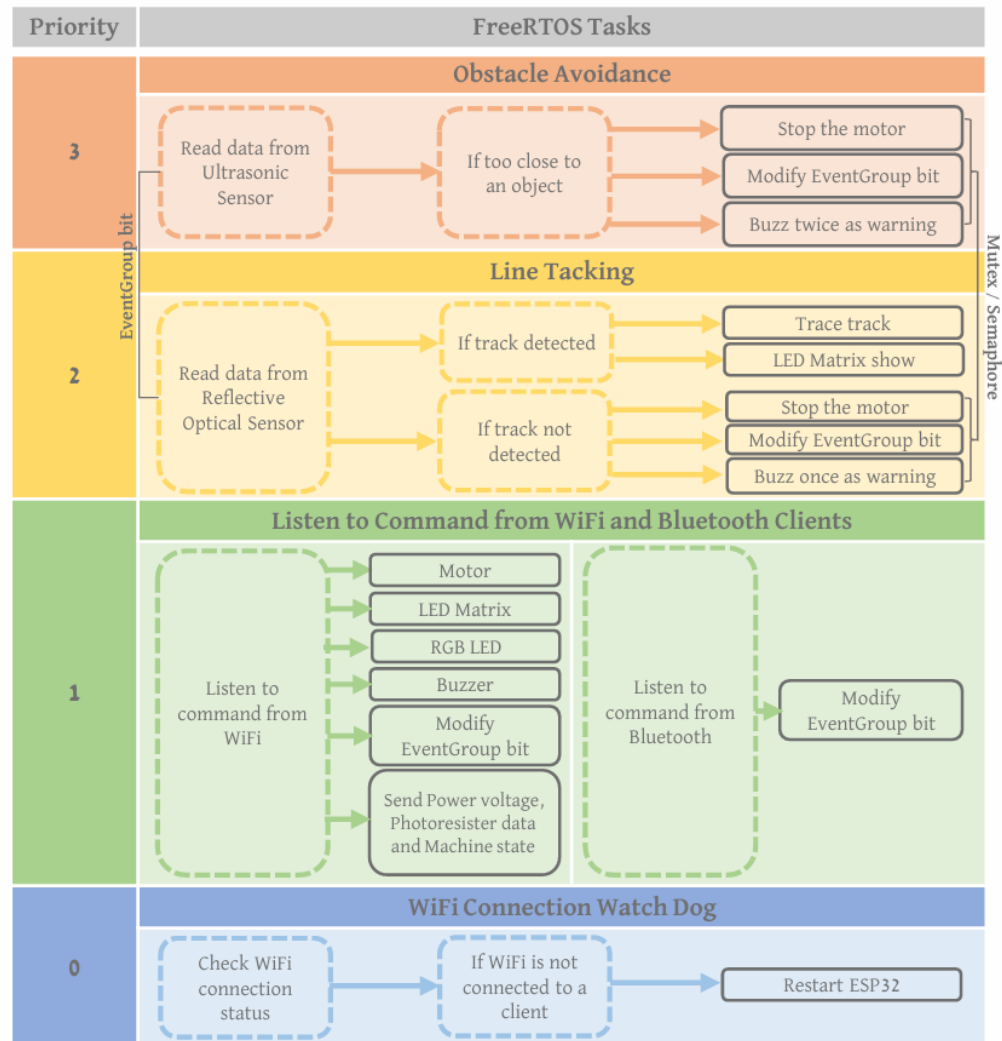 Priority
FreeRTOS Tasks
Obstacle Avoidance
3
Read data from
Ultrasonic
Sensor
If too close to
an object
Stop the motor
Modify EventGroup bit
Buzz twice as warning
EventGroup bit
Mutex / Semaphore
Line Tacking
2
Read data from
Reflective
Optical Sensor
If track detected
Trace track
LED Matrix show
If track not
detected
Stop the motor
Modify EventGroup bit
Buzz once as warning
Listen to Command from WiFi and Bluetooth Clients
1
Listen to
command from
WiFi
Motor
LED Matrix
RGB LED
Buzzer
Modify
EventGroup bit
Send Power voltage,
Photoresister data
and Machine state
Listen to
command from
Bluetooth
Modify
EventGroup bit
WiFi Connection Watch Dog
0
Check WiFi
connection
status
If WiFi is not
connected to a
client
Restart ESP32